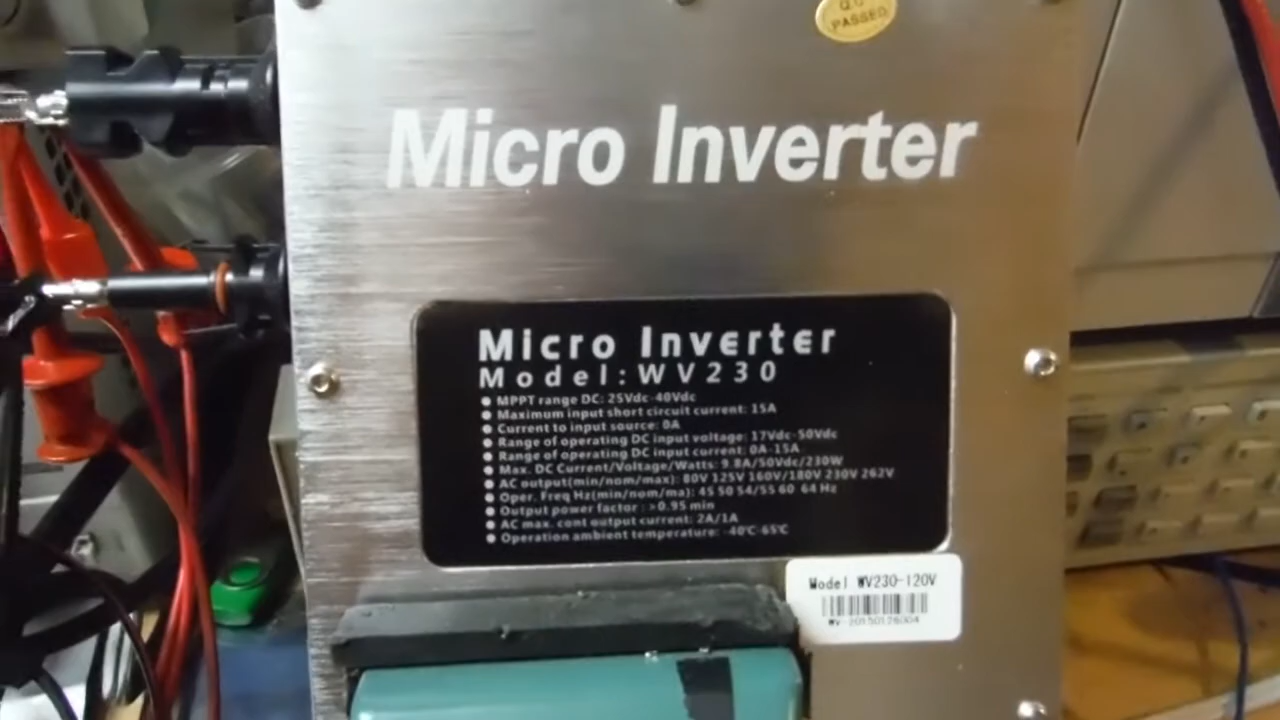 QC
PASSED
Micro Inverter
Micro Inverter
Model:WV230
● MPPT range DC: 25Vdc-40Vdc
● Maximum input short circuit current: 15A
● Current to input source: 0A
● Range of operating DC input voltage: 17Vdc-50Vdc
● Range of operating DC input current: 0A-15A
● Max. DC Current/Voltage/Watts: 9.8A/50Vdc/230W
● AC output(min/nom/max): 80V 125V 160V/180V 230V 262V
● Oper. Freq Hz(min/nom/ma): 45 50 54/55 60 64 Hz
● Output power factor : >0.95 min
● AC max. cont output current: 2A/1A
● Operation ambient temperature: -40℃-65℃
Model WV230-120V